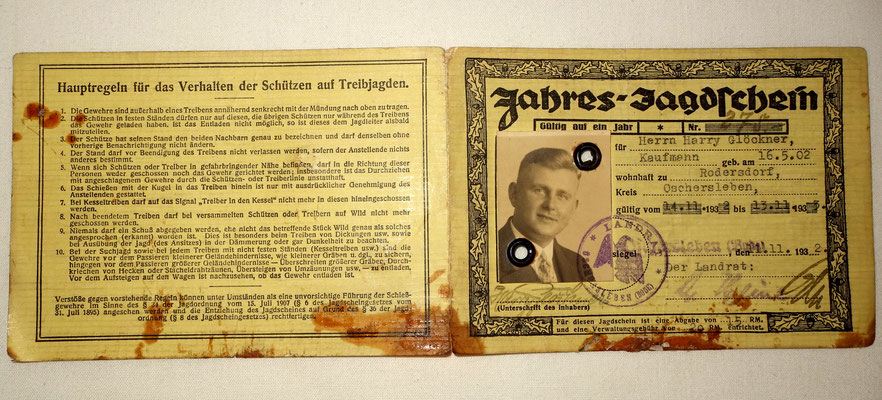 Hauptregeln für das Verhalten der Schützen auf Treibjagden.
1. Die Gewehre sind außerhalb eines Treibens annähernd senkrecht mit der Mündung nach oben zu tragen.
2. Die Schützen in festen Ständen dürfen nur auf diesen, die übrigen Schützen nur während des Treibens
das Gewehr geladen haben, ist das Entladen nicht möglich, so ist dieses dem Jagdleiter alsbald
mitzuteilen.
3. Der Schütze hat seinen Stand den beiden Nachbarn genau zu bezeichnen und darf denselben ohne
vorherige Benachrichtigung nicht ändern.
4. Der Stand darf vor Beendigung des Treibens nicht verlassen werden, sofern der Anstellende nichts
anderes bestimmt.
5. Wenn sich Schützen oder Treiber in gefahrbringender Nähe befinden, darf in die Richtung dieser
Personen weder geschossen noch das Gewehr gerichtet werden; insbesondere ist das Durchziehen
mit angeschlagenem Gewehr durch die Schützen- oder Treiberlinie unstatthaft.
6. Das Schießen mit der Kugel in das Treiben hinein ist nur mit ausdrücklicher Genehmigung des
Anstellenden gestattet.
7. Bei Kesseltreiben darf auf das Signal „Treiber in den Kessel" nicht mehr in diesen hineingeschossen
werden.
8. Nach beendetem Treiben darf bei versammelten Schützen oder Treibern auf Wild nicht mehr
geschossen werden.
9. Niemals darf ein Schuß abgegeben werden, ehe nicht das betreffende Stück Wild genau als solches
angesprochen (erkannt) worden ist. Dies ist besonders beim Treiben von Dickungen usw. sowie
bei Ausübung der Jagd (des Ansitzes) in der Dämmerung oder gar Dunkelheit zu beachten.
10. Bei der Suchjagd sowie bei jedem Treiben mit nicht festen Ständen (Kesseltreiben usw.) sind die
Gewehre vor dem Passieren kleinerer Geländehindernisse, wie kleinerer Gräben u. dgl., zu sichern,
hingegen vor dem Passieren größerer Geländehindernisse — Überschreiten größerer Gräben, Durch-
kriechen von Hecken oder Stacheldrahtzäunen, Übersteigen von Umzäunungen usw. — zu entladen.
Vor dem Aufsteigen auf den Wagen ist nachzusehen, ob das Gewehr entladen ist.
Verstöße gegen vorstehende Regeln können unter Umständen als eine unvorsichtige Führung der Schieß-
gewehre im Sinne des § 34 der Jagdordnung vom 15. Juli 1907 (§ 6 des Jagdscheingesetzes vom
31. Juli 1895) angesehen werden und die Entziehung des Jagdscheines auf Grund des § 36 der Jagd-
ordnung (§ 8 des Jagdscheingesetzes) rechtfertigen.
Jahres-Jagdschein
Gültig auf ein Jahr ★ Nr. 275
Herrn Harry Glöckner,
Kaufmann geb. am 16.5.02
wohnhaft zu Rodersdorf,
Kreis Oschersleben,
gültig vom 14.11. 1932 bis 13.11. 1933
siegel
LANDRAT
den 11. 1932
Der Landrat:
(Unterschrift des Inhabers)
Für diesen Jagdschein ist eine Abgabe von RM.
und eine Verwaltungsgebühr von RM. entrichtet.